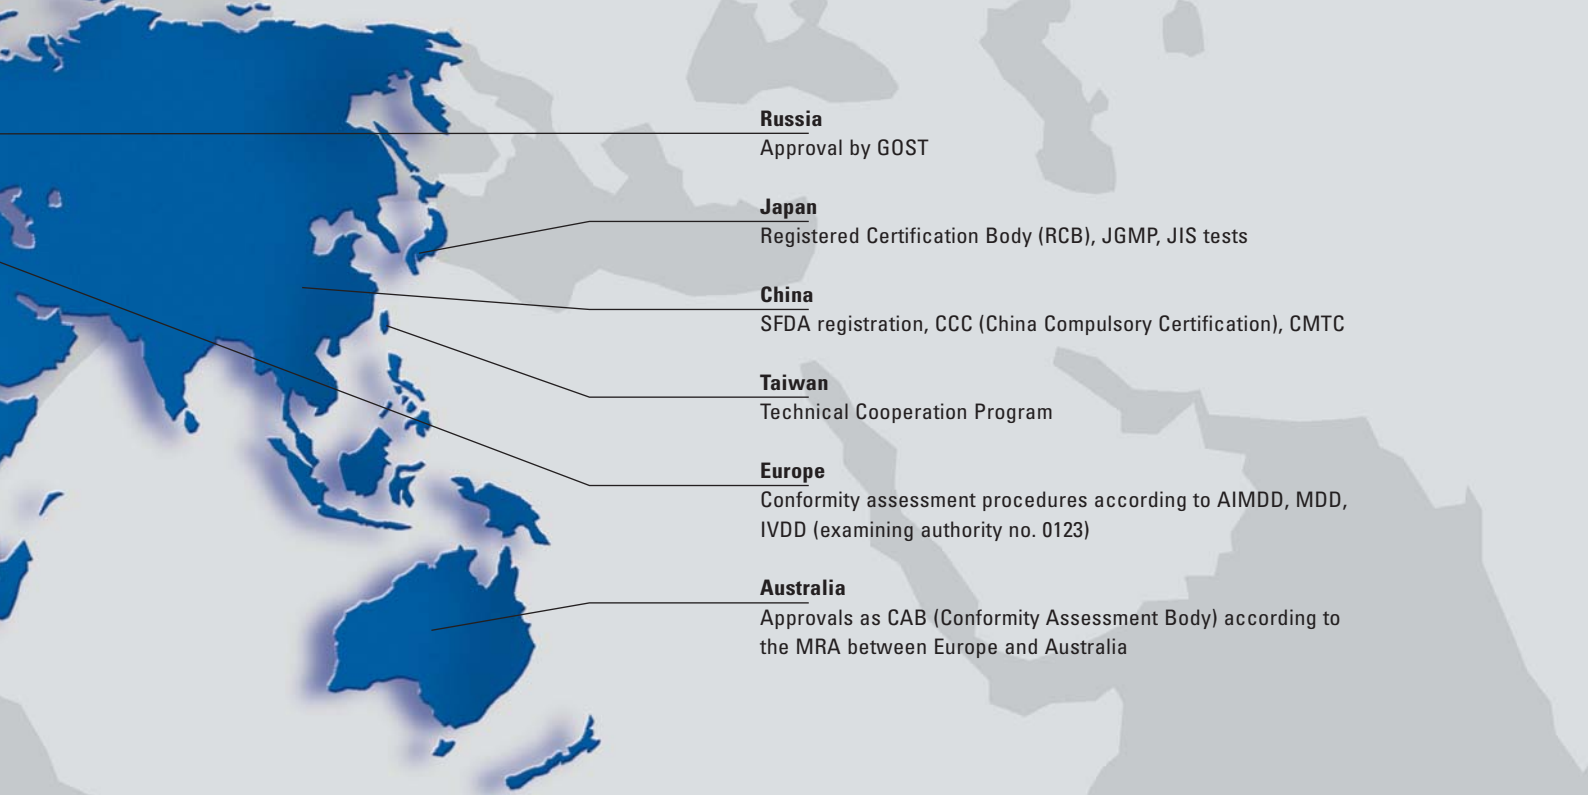 Russia
Approval by GOST
Japan
Registered Certification Body (RCB), JGMP, JIS tests
China
SFDA registration, CCC (China Compulsory Certification), CMTC
Taiwan
Technical Cooperation Program
Europe
Conformity assessment procedures according to AIMDD, MDD,
IVDD (examining authority no. 0123)
Australia
Approvals as CAB (Conformity Assessment Body) according to
the MRA between Europe and Australia